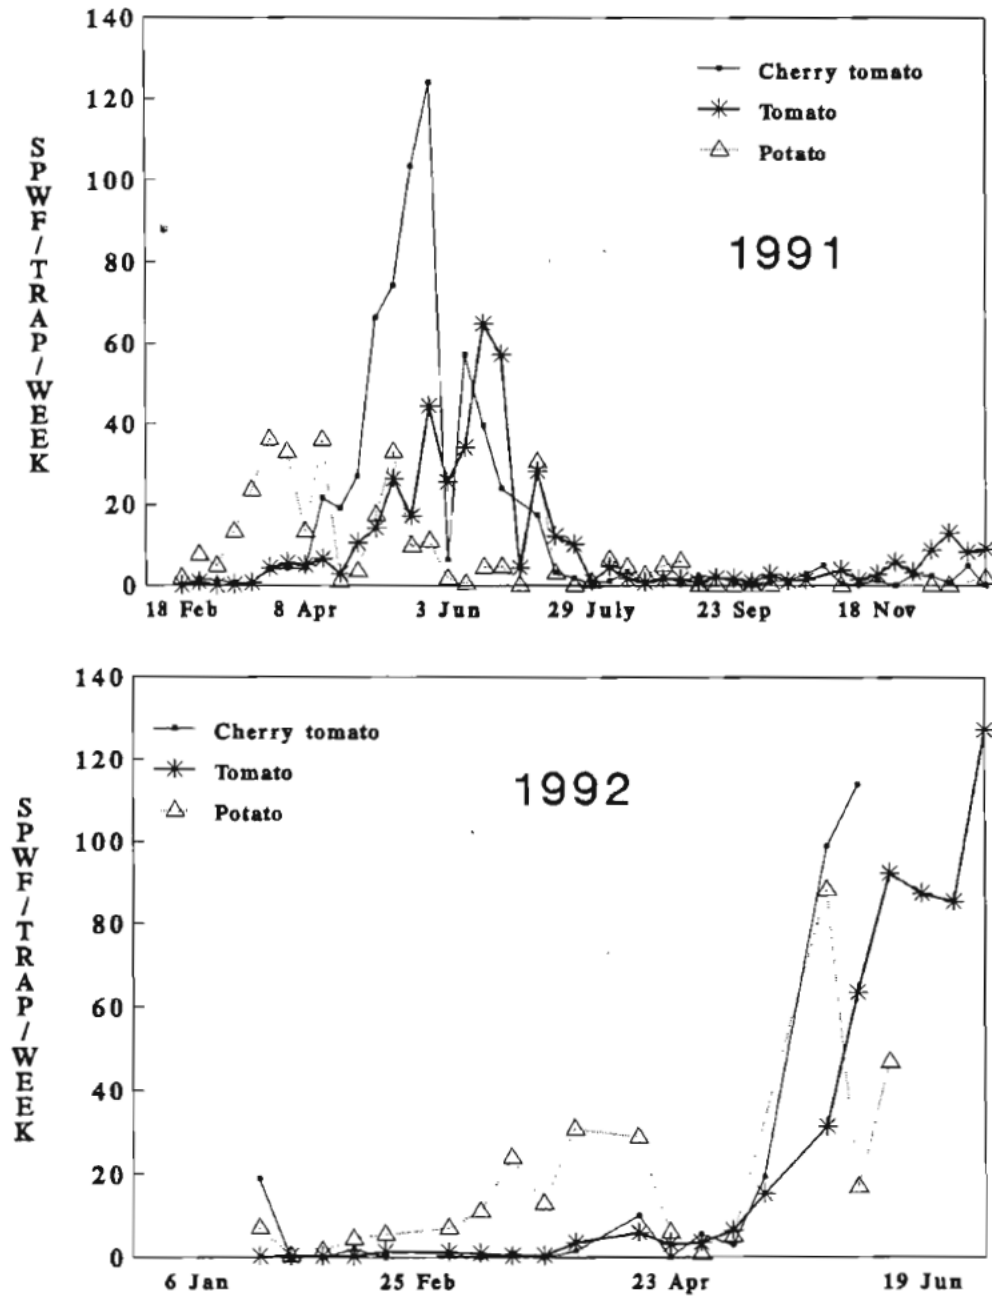 140
120
100
80
60
40
20
0
SPWF/TRAP/WEEK
Cherry tomato
Tomato
Potato
1991
18 Feb 8 Apr 3 Jun 29 July 23 Sep 18 Nov
140
120
100
80
60
40
20
0
SPWF/TRAP/WEEK
Cherry tomato
Tomato
Potato
1992
6 Jan 25 Feb 23 Apr 19 Jun